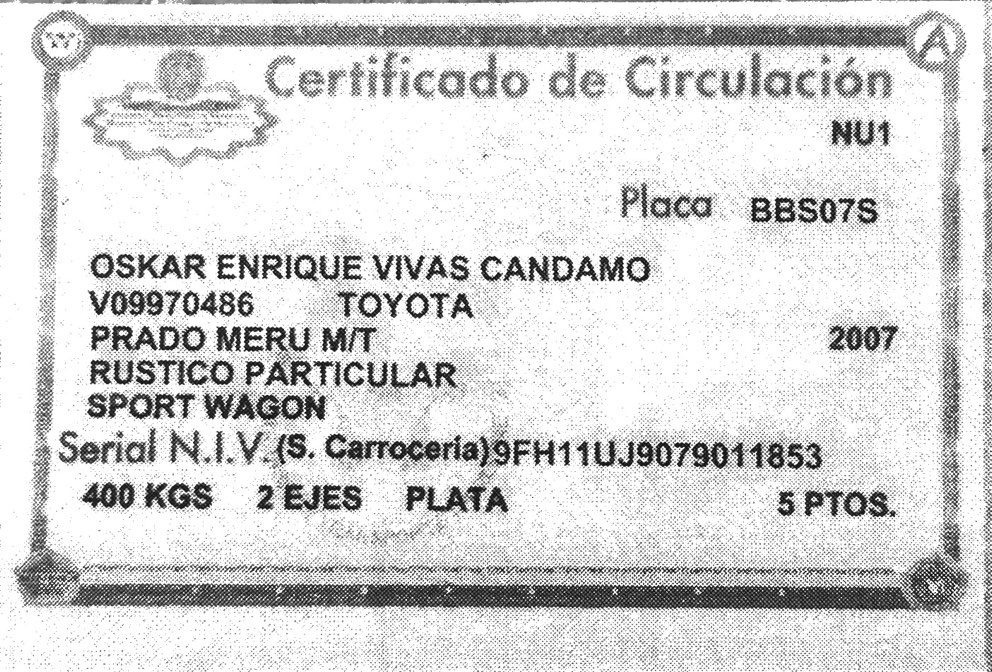 Certificado de Circulación
NU1
Placa BBS07S
OSKAR ENRIQUE VIVAS CANDAMO
V09970486 TOYOTA
PRADO MERU M/T 2007
RUSTICO PARTICULAR
SPORT WAGON
Serial N.I.V. (S. Carroceria) 9FH11UJ9079011853
400 KGS 2 EJES PLATA 5 PTOS.